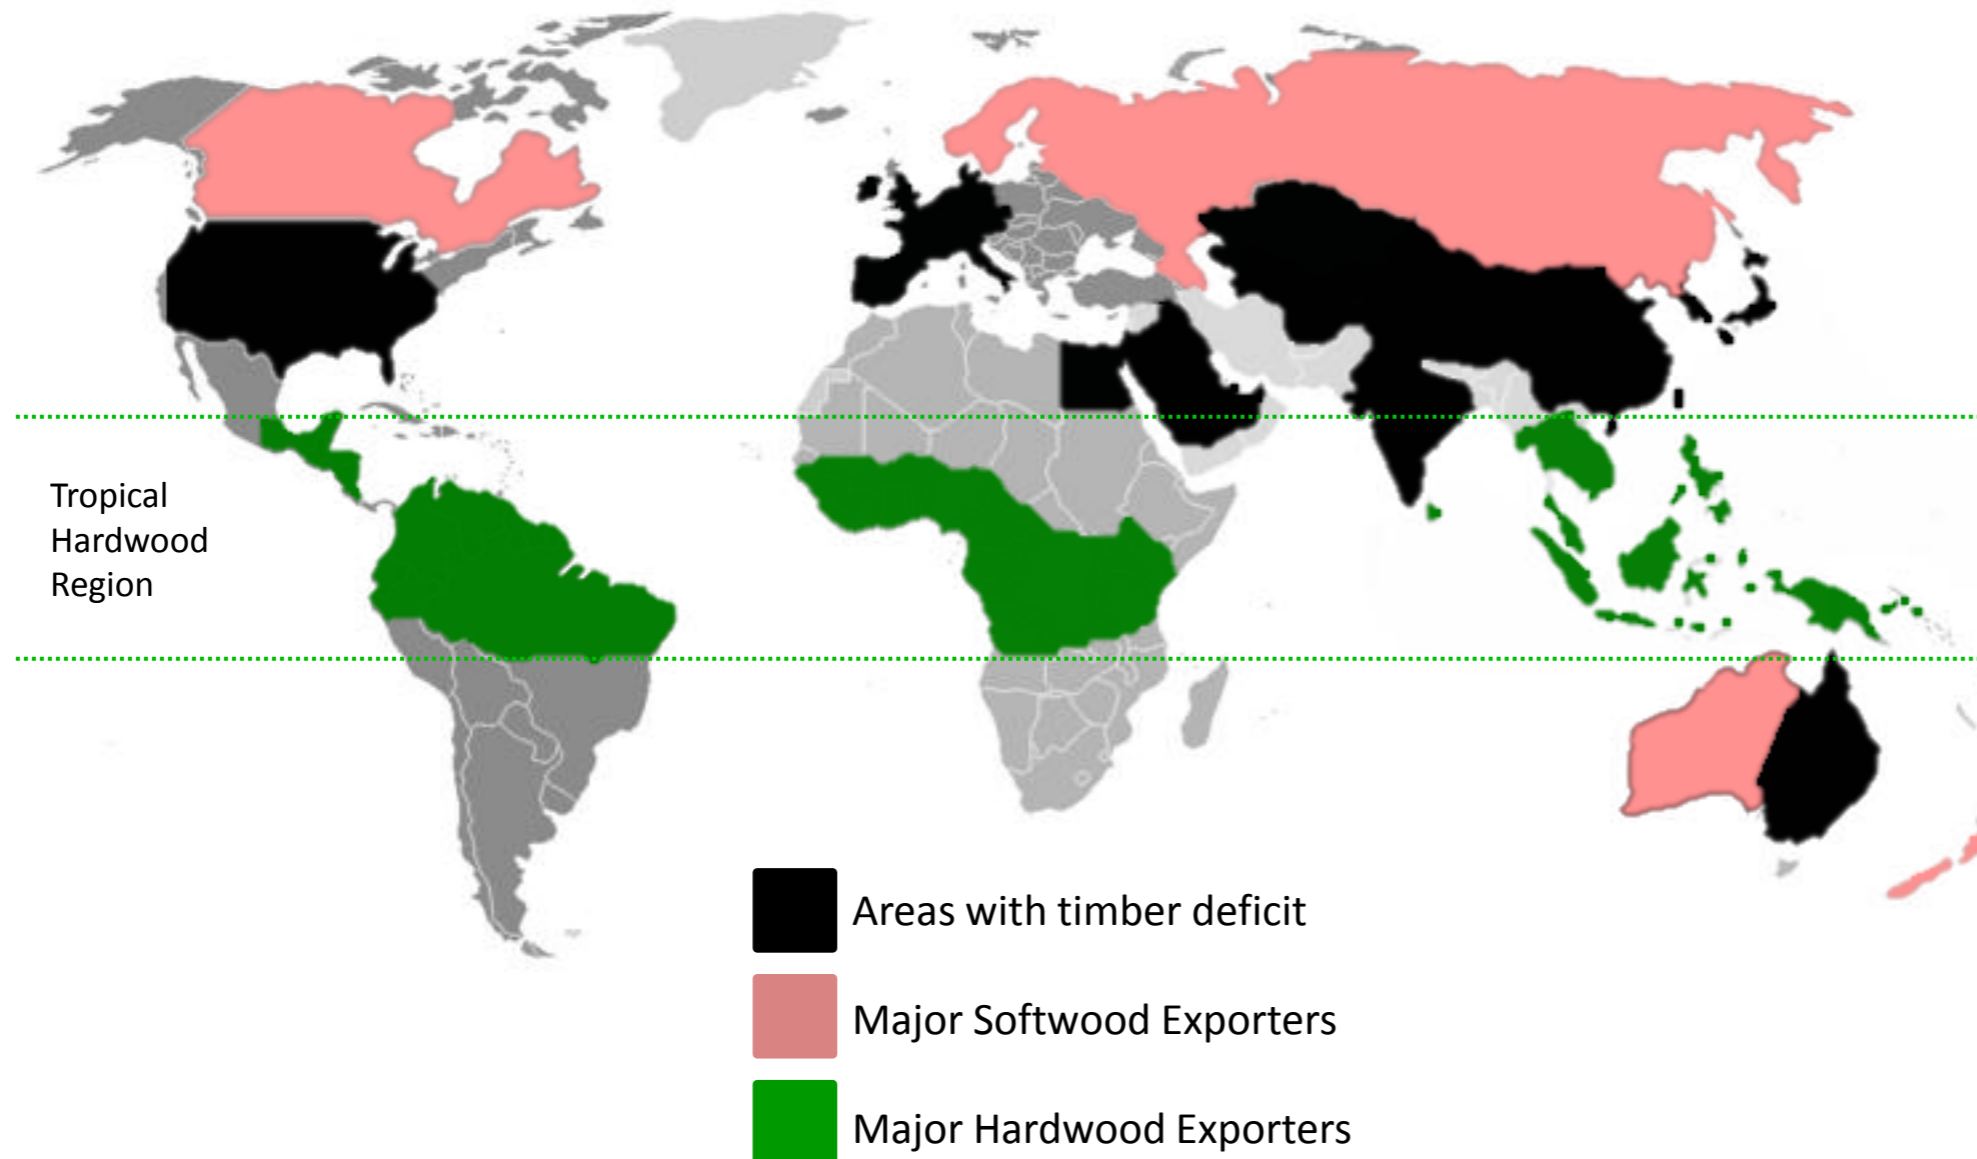 Tropical
Hardwood
Region
Areas with timber deficit
Major Softwood Exporters
Major Hardwood Exporters